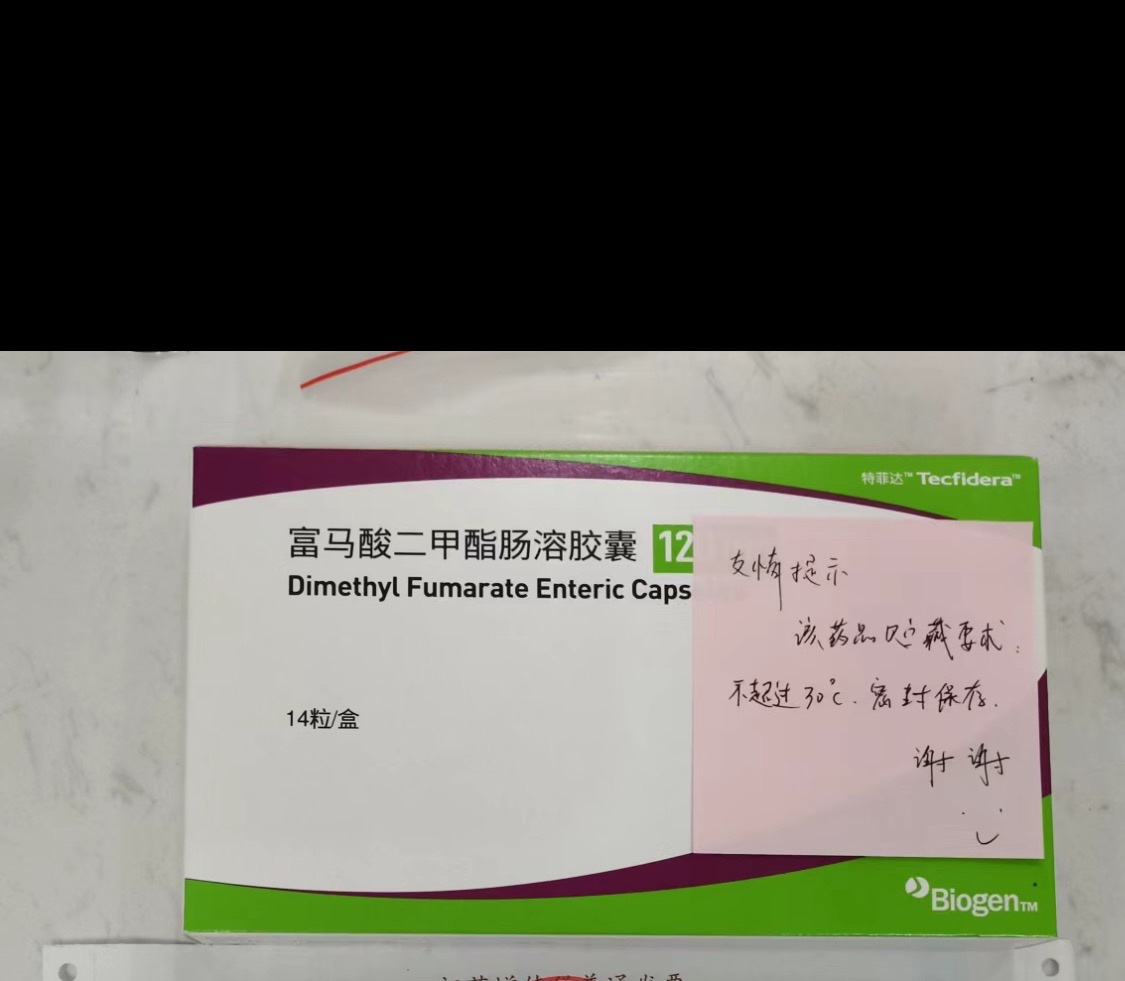 特菲达™ Tecfidera™
富马酸二甲酯肠溶胶囊 12
Dimethyl Fumarate Enteric Caps
14粒/盒
友情提示
该药品贮藏要求:
不超过30℃.密封保存.
谢谢
Biogen™